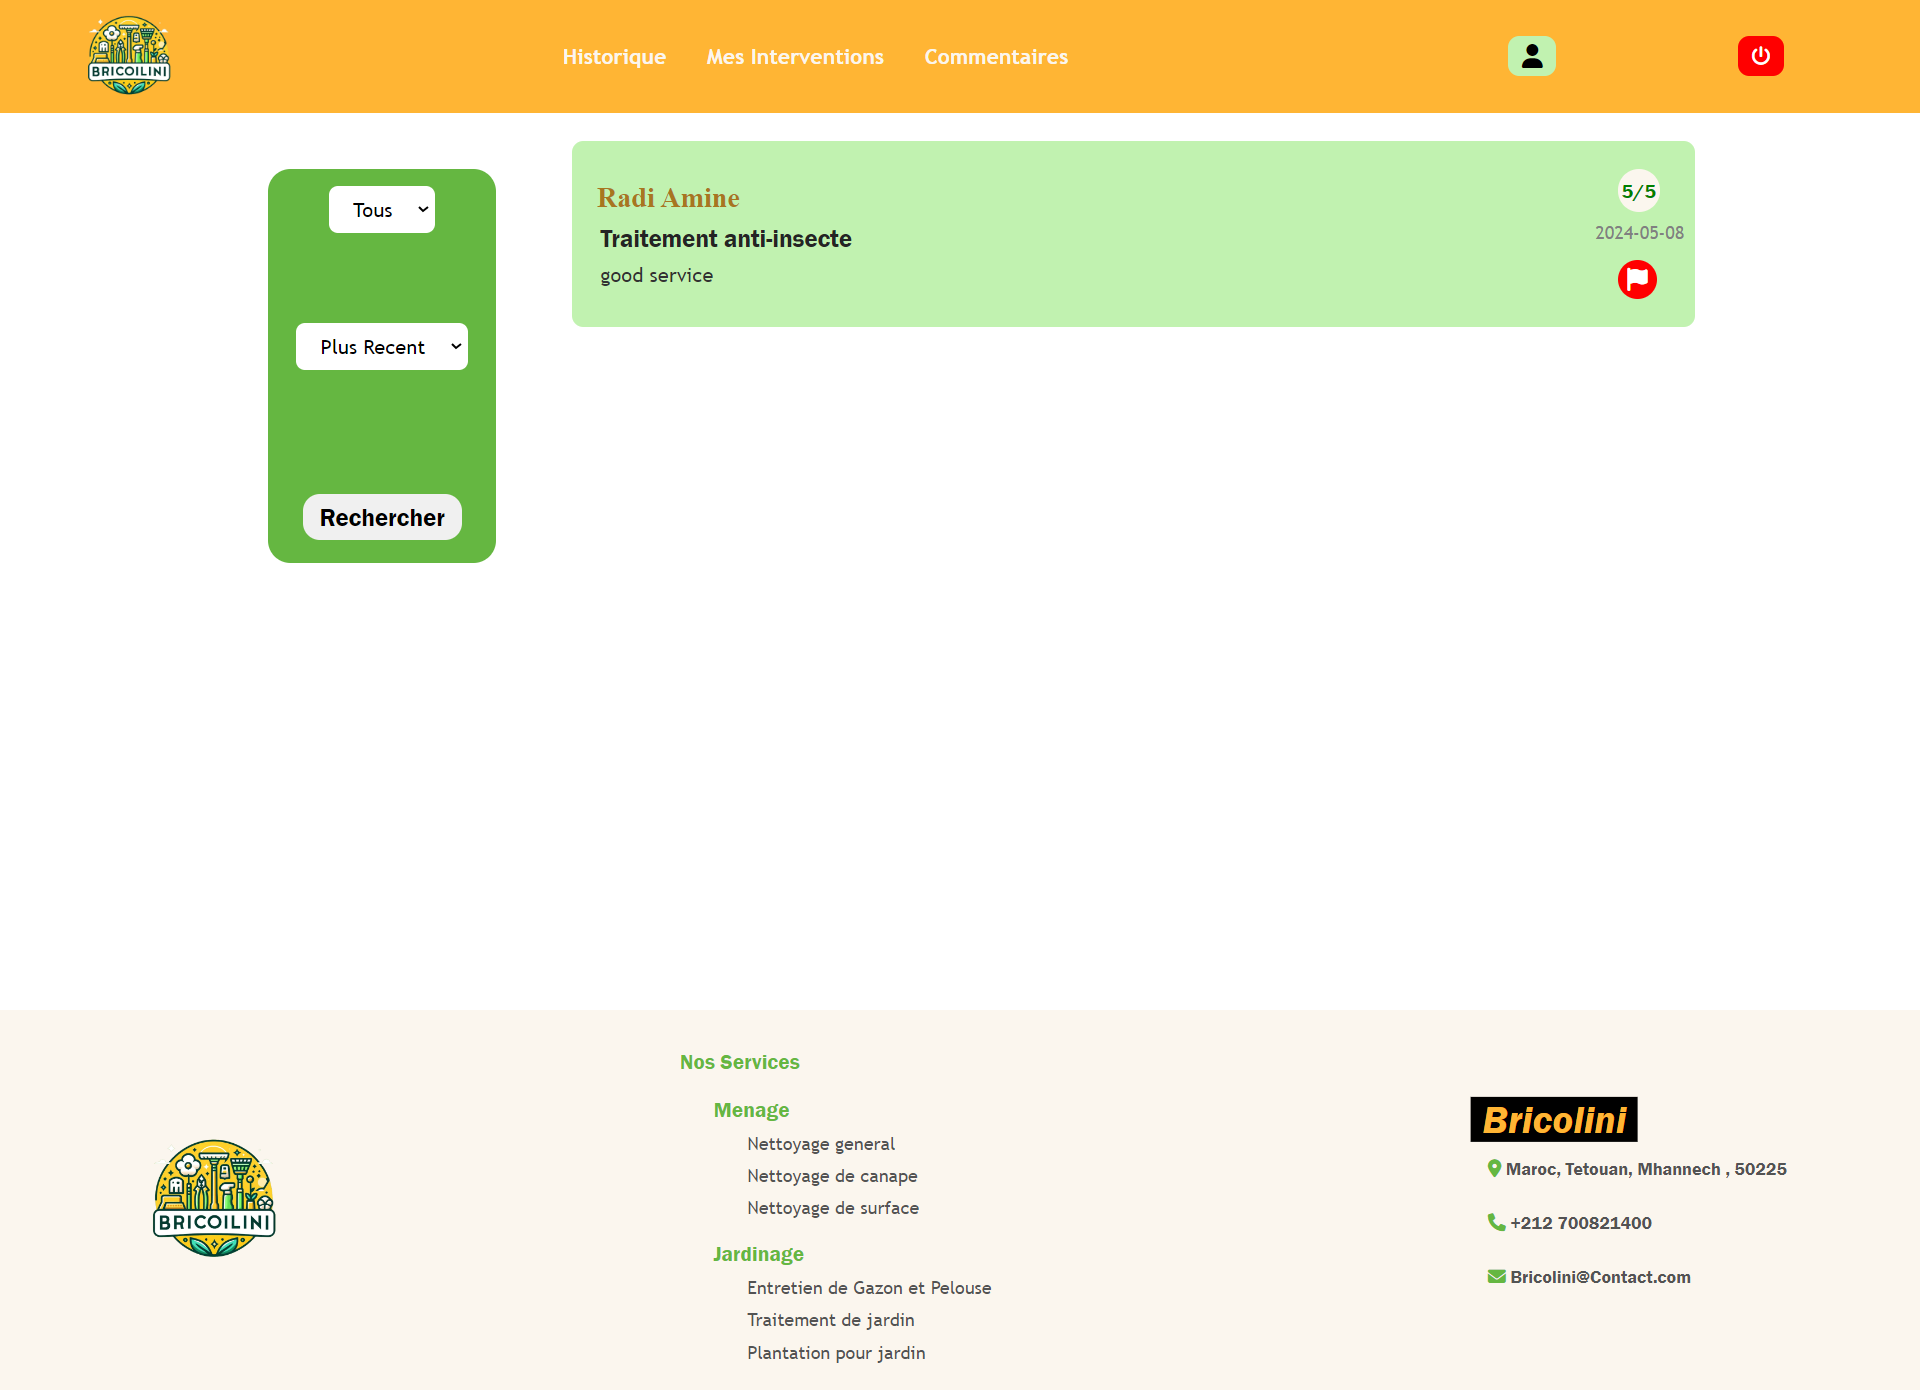 BRICOILINI
Historique
Mes Interventions
Commentaires
Tous
Plus Recent
Rechercher
Radi Amine
Traitement anti-insecte
good service
5/5
2024-05-08
BRICOILINI
Nos Services
Menage
Nettoyage general
Nettoyage de canape
Nettoyage de surface
Jardinage
Entretien de Gazon et Pelouse
Traitement de jardin
Plantation pour jardin
Bricolini
Maroc, Tetouan, Mhannech , 50225
+212 700821400
Bricolini@Contact.com